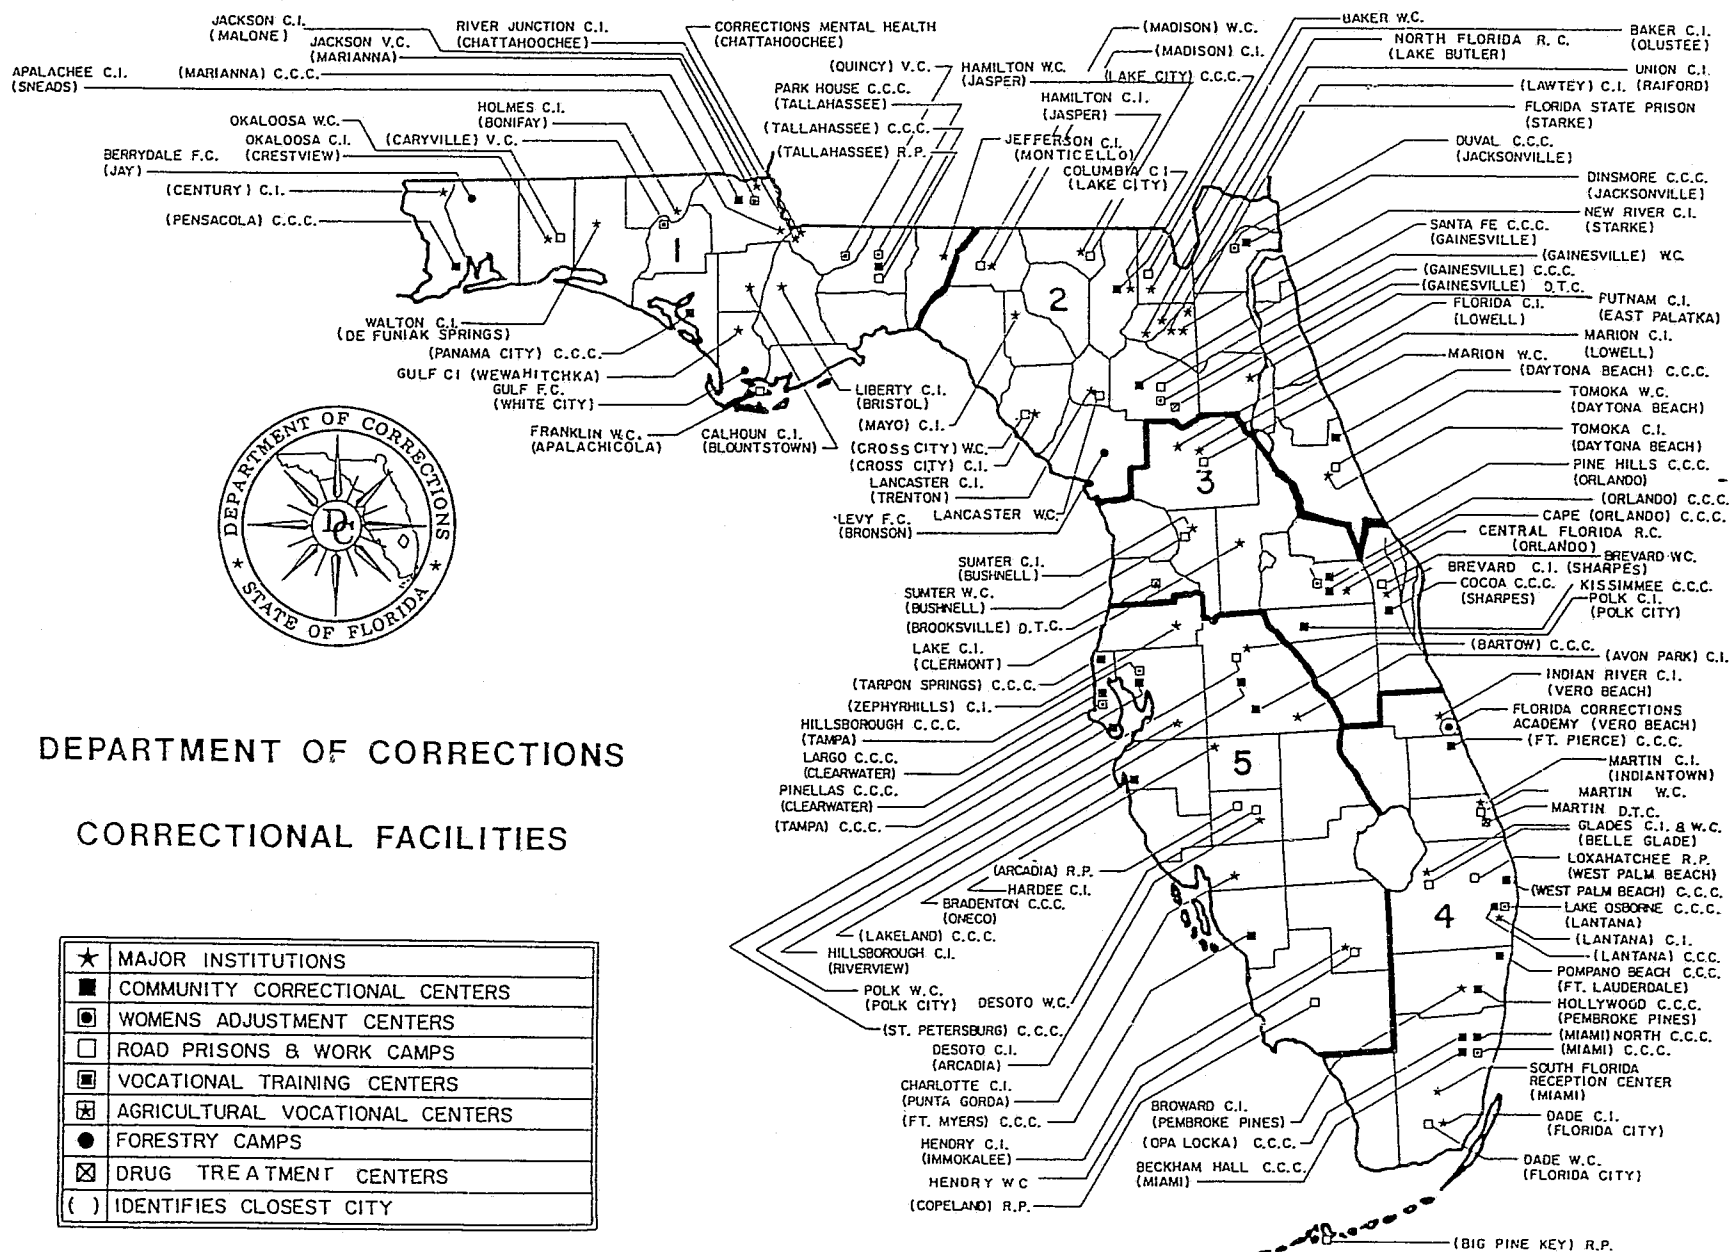 JACKSON C.I.
(MALONE)
JACKSON V.C.
(MARIANNA)
RIVER JUNCTION C.I.
(CHATTAHOOCHEE)
CORRECTIONS MENTAL HEALTH
(CHATTAHOOCHEE)
APALACHEE C.I.
(SNEADS)
(MARIANNA) C.C.C.
HOLMES C.I.
(BONIFAY)
OKALOOSA W.C.
OKALOOSA C.I.
(CRESTVIEW)
(CARYVILLE) V.C.
BERRYDALE F.C.
(JAY)
(CENTURY) C.I.
(PENSACOLA) C.C.C.
(QUINCY) V.C.
PARK HOUSE C.C.C.
(TALLAHASSEE)
(TALLAHASSEE) C.C.C.
(TALLAHASSEE) R.P.
HAMILTON W.C.
(JASPER)
HAMILTON C.I.
(JASPER)
JEFFERSON C.I.
(MONTICELLO)
COLUMBIA C.I
(LAKE CITY)
(MADISON) W.C.
(MADISON) C.I.
(LAKE CITY) C.C.C.
BAKER W.C.
NORTH FLORIDA R. C.
(LAKE BUTLER)
BAKER C.I.
(OLUSTEE)
UNION C.I.
(RAIFORD)
(LAWTEY) C.I.
FLORIDA STATE PRISON
(STARKE)
DUVAL C.C.C.
(JACKSONVILLE)
DINSMORE C.C.C.
(JACKSONVILLE)
NEW RIVER C.I.
(STARKE)
SANTA FE C.C.C.
(GAINESVILLE)
(GAINESVILLE) W.C.
(GAINESVILLE) C.C.C.
(GAINESVILLE) D.T.C.
FLORIDA C.I.
(LOWELL)
PUTNAM C.I.
(EAST PALATKA)
MARION C.I.
(LOWELL)
MARION W.C.
(DAYTONA BEACH) C.C.C.
TOMOKA W.C.
(DAYTONA BEACH)
TOMOKA C.I.
(DAYTONA BEACH)
PINE HILLS C.C.C.
(ORLANDO)
(ORLANDO) C.C.C.
CAPE (ORLANDO) C.C.C.
CENTRAL FLORIDA R.C.
(ORLANDO)
BREVARD W.C.
BREVARD C.I. (SHARPES)
COCOA C.C.C.
(SHARPES)
KISSIMMEE C.C.C.
POLK C.I.
(POLK CITY)
(BARTOW) C.C.C.
(AVON PARK) C.I.
INDIAN RIVER C.I.
(VERO BEACH)
FLORIDA CORRECTIONS
ACADEMY (VERO BEACH)
(FT. PIERCE) C.C.C.
MARTIN C.I.
(INDIANTOWN)
MARTIN W.C.
MARTIN D.T.C.
GLADES C.I. & W.C.
(BELLE GLADE)
LOXAHATCHEE R.P.
(WEST PALM BEACH)
(WEST PALM BEACH) C.C.C.
LAKE OSBORNE C.C.C.
(LANTANA)
(LANTANA) C.I.
(LANTANA) C.C.C.
POMPANO BEACH C.C.C.
(FT. LAUDERDALE)
HOLLYWOOD C.C.C.
(PEMBROKE PINES)
(MIAMI) NORTH C.C.C.
(MIAMI) C.C.C.
SOUTH FLORIDA
RECEPTION CENTER
(MIAMI)
DADE C.I.
(FLORIDA CITY)
DADE W.C.
(FLORIDA CITY)
(BIG PINE KEY) R.P.
1
2
3
4
5
WALTON C.I.
(DE FUNIAK SPRINGS)
(PANAMA CITY) C.C.C.
GULF CI (WEWAHITCHKA)
GULF F.C.
(WHITE CITY)
FRANKLIN W.C.
(APALACHICOLA)
CALHOUN C.I.
(BLOUNTSTOWN)
LIBERTY C.I.
(BRISTOL)
(MAYO) C.I.
(CROSS CITY) W.C.
(CROSS CITY) C.I.
LANCASTER C.I.
(TRENTON)
LANCASTER W.C.
LEVY F.C.
(BRONSON)
SUMTER C.I.
(BUSHNELL)
SUMTER W.C.
(BUSHNELL)
(BROOKSVILLE) D.T.C.
LAKE C.I.
(CLERMONT)
(TARPON SPRINGS) C.C.C.
(ZEPHYRHILLS) C.I.
HILLSBOROUGH C.C.C.
(TAMPA)
LARGO C.C.C.
(CLEARWATER)
PINELLAS C.C.C.
(CLEARWATER)
(TAMPA) C.C.C.
(ARCADIA) R.P.
HARDEE C.I.
BRADENTON C.C.C.
(ONECO)
(LAKELAND) C.C.C.
HILLSBOROUGH C.I.
(RIVERVIEW)
POLK W.C.
(POLK CITY)
DESOTO W.C.
(ST. PETERSBURG) C.C.C.
DESOTO C.I.
(ARCADIA)
CHARLOTTE C.I.
(PUNTA GORDA)
(FT. MYERS) C.C.C.
HENDRY C.I.
(IMMOKALEE)
HENDRY W C
(COPELAND) R.P.
BROWARD C.I.
(PEMBROKE PINES)
(OPA LOCKA) C.C.C.
BECKHAM HALL C.C.C.
(MIAMI)
DEPARTMENT OF CORRECTIONS
DC
STATE OF FLORIDA
DEPARTMENT OF CORRECTIONS
CORRECTIONAL FACILITIES
MAJOR INSTITUTIONS
COMMUNITY CORRECTIONAL CENTERS
WOMENS ADJUSTMENT CENTERS
ROAD PRISONS & WORK CAMPS
VOCATIONAL TRAINING CENTERS
AGRICULTURAL VOCATIONAL CENTERS
FORESTRY CAMPS
DRUG TREATMENT CENTERS
( ) IDENTIFIES CLOSEST CITY